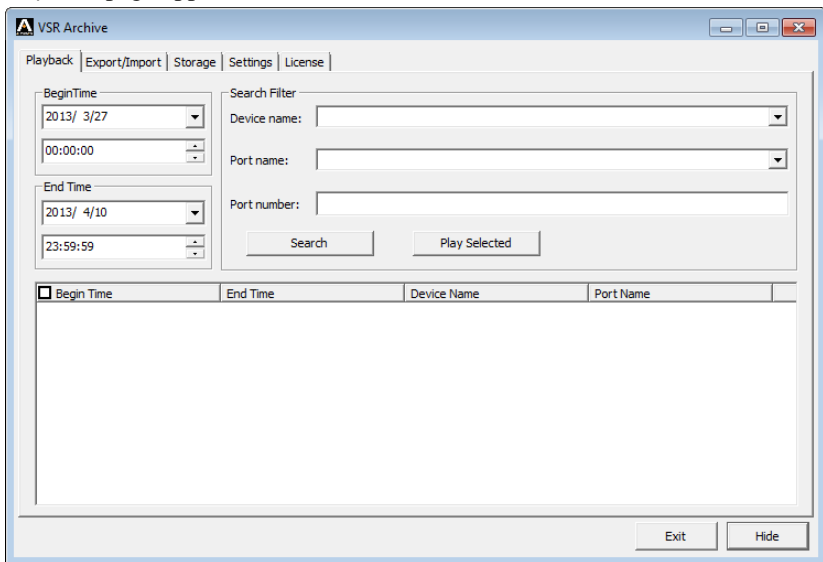 VSR Archive
Playback Export/Import Storage Settings License
BeginTime
2013/ 3/27
00:00:00
End Time
2013/ 4/10
23:59:59
Search Filter
Device name:
Port name:
Port number:
Search Play Selected
Begin Time End Time Device Name Port Name
Exit Hide